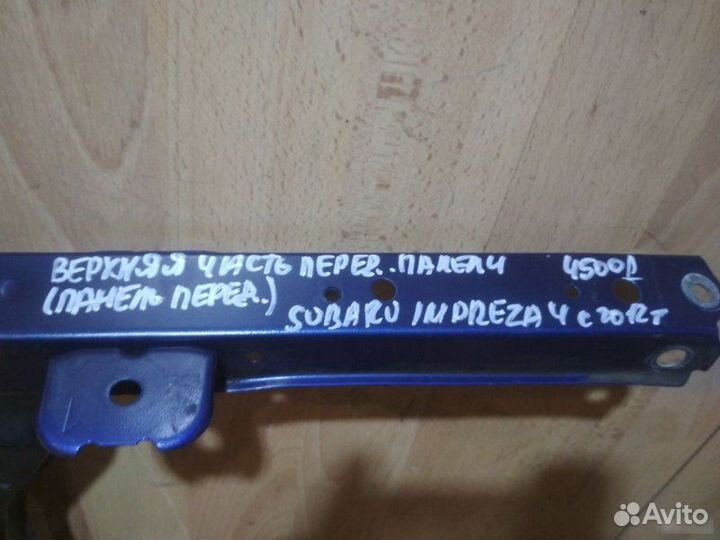 ВЕРХНЯЯ ЧАСТЬ ПЕРЕД. ПАНЕЛИ 4500р
(ПАНЕЛЬ ПЕРЕД.)
SUBARU IMPREZA 4 с 2012г
Avito